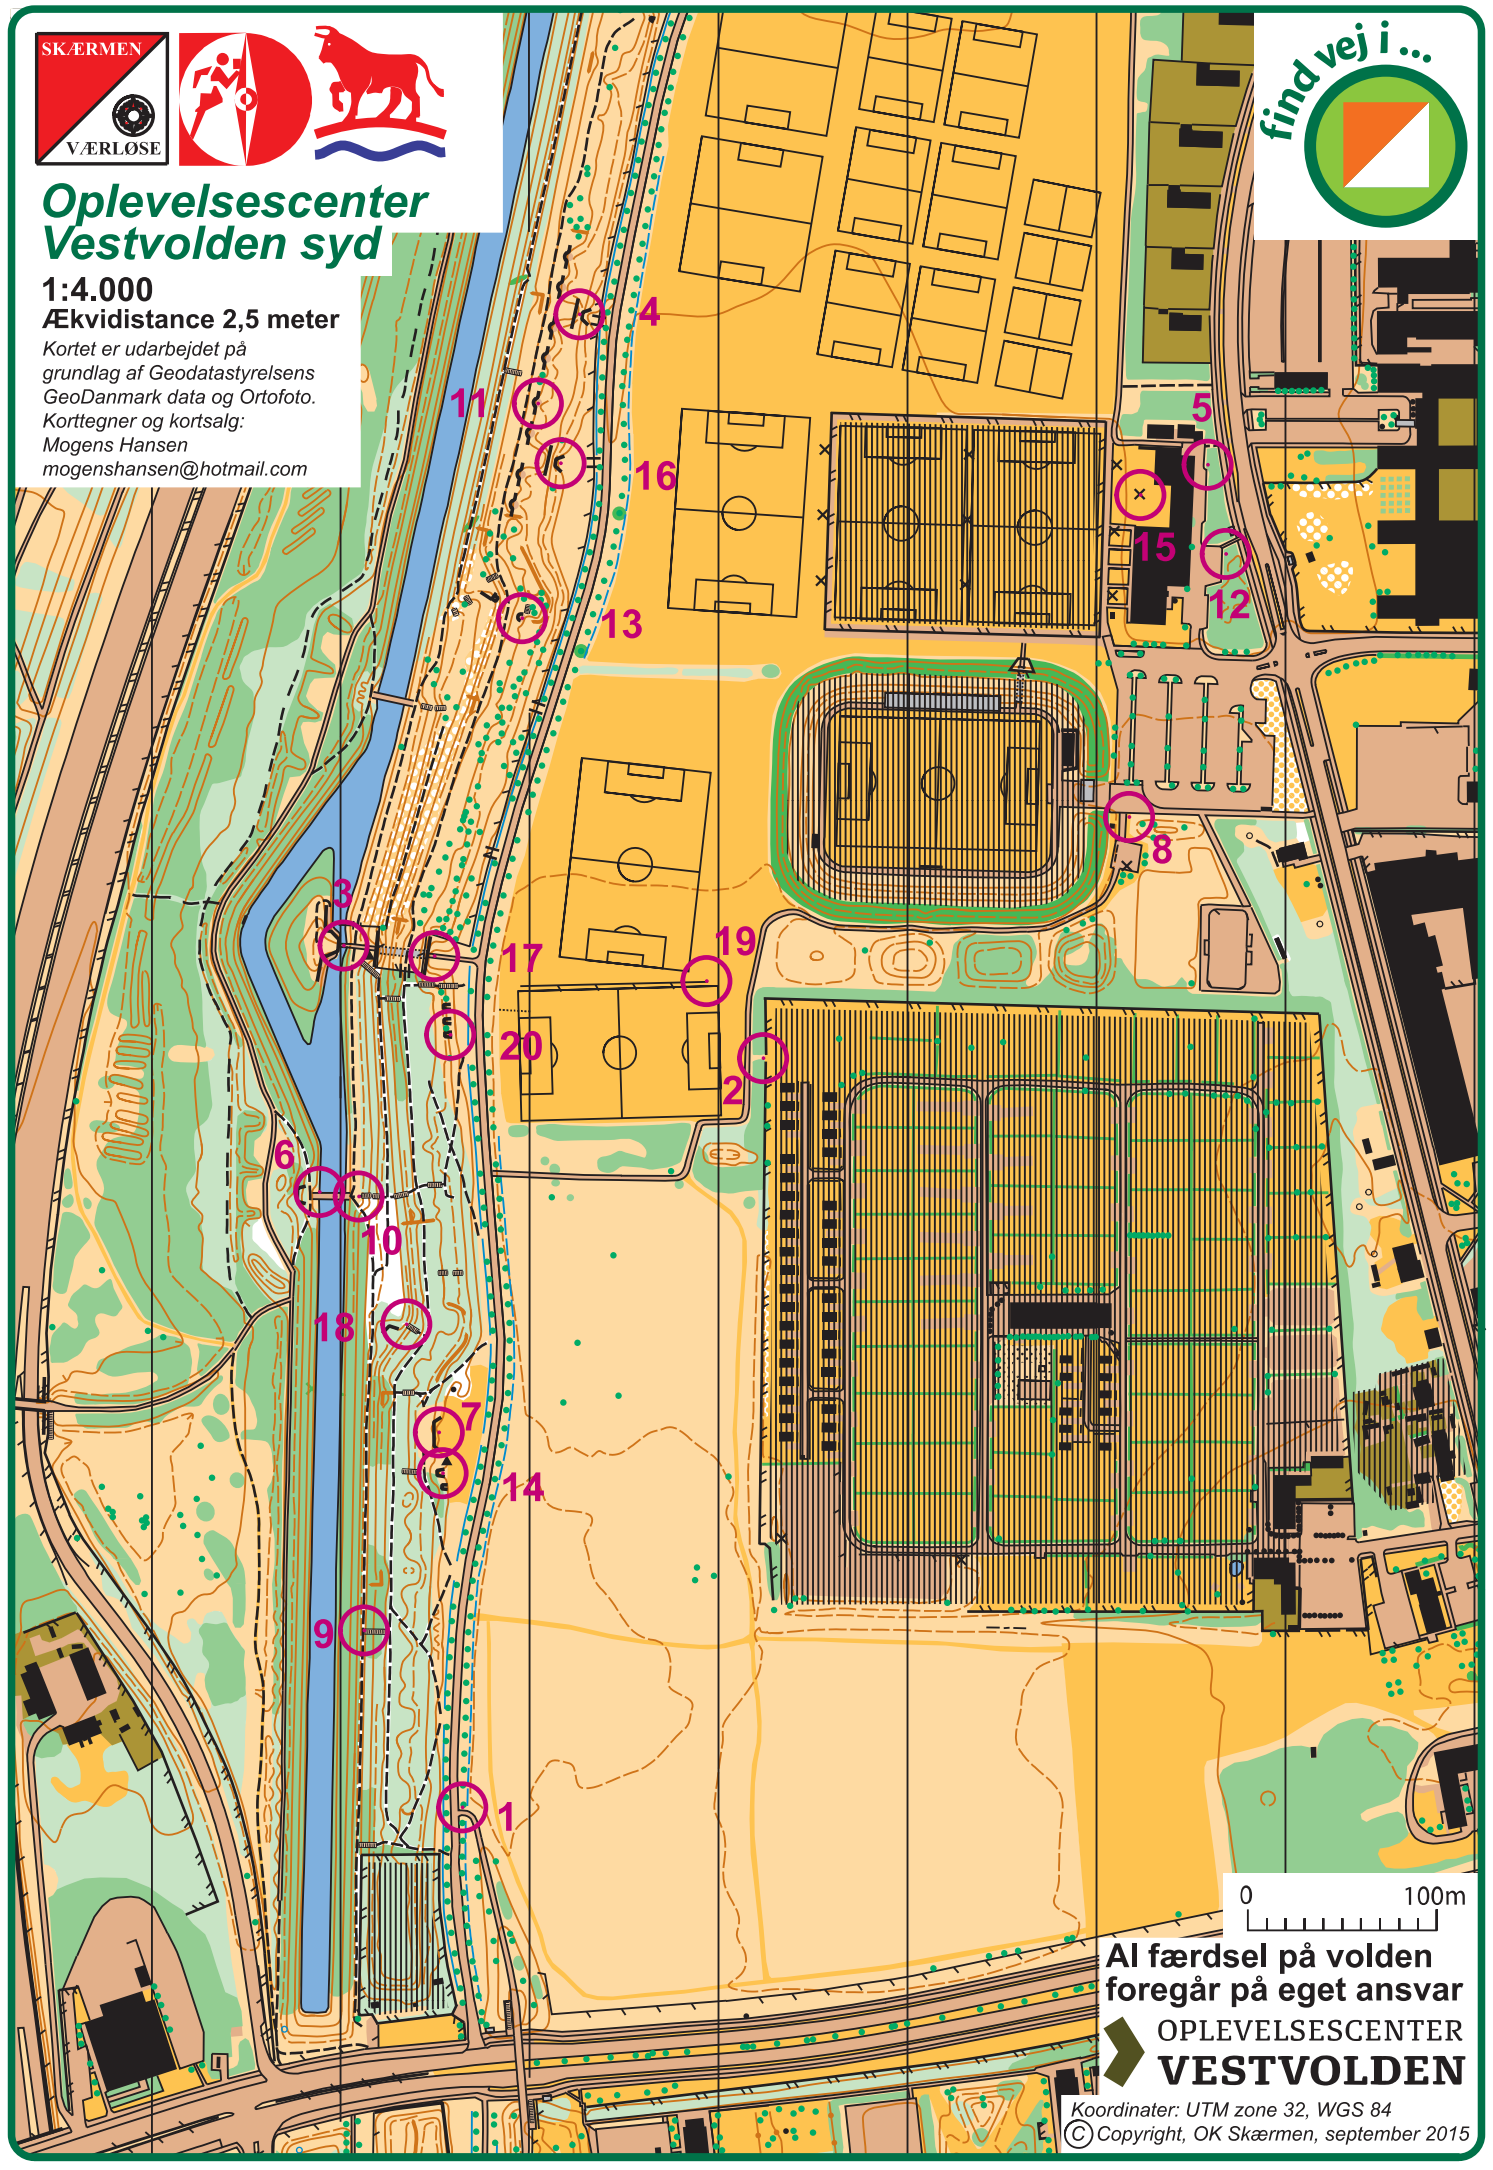 SKÆRMEN
VÆRLØSE
find vej i ...
Oplevelsescenter
Vestvolden syd
1:4.000
Ækvidistance 2,5 meter
Kortet er udarbejdet på
grundlag af Geodatastyrelsens
GeoDanmark data og Ortofoto.
Korttegner og kortsalg:
Mogens Hansen
mogenshansen@hotmail.com
4
11
5
16
15
12
13
8
3
19
17
20
2
6
10
18
7
14
9
1
0 100m
Al færdsel på volden
foregår på eget ansvar
OPLEVELSESCENTER
VESTVOLDEN
Koordinater: UTM zone 32, WGS 84
© Copyright, OK Skærmen, september 2015